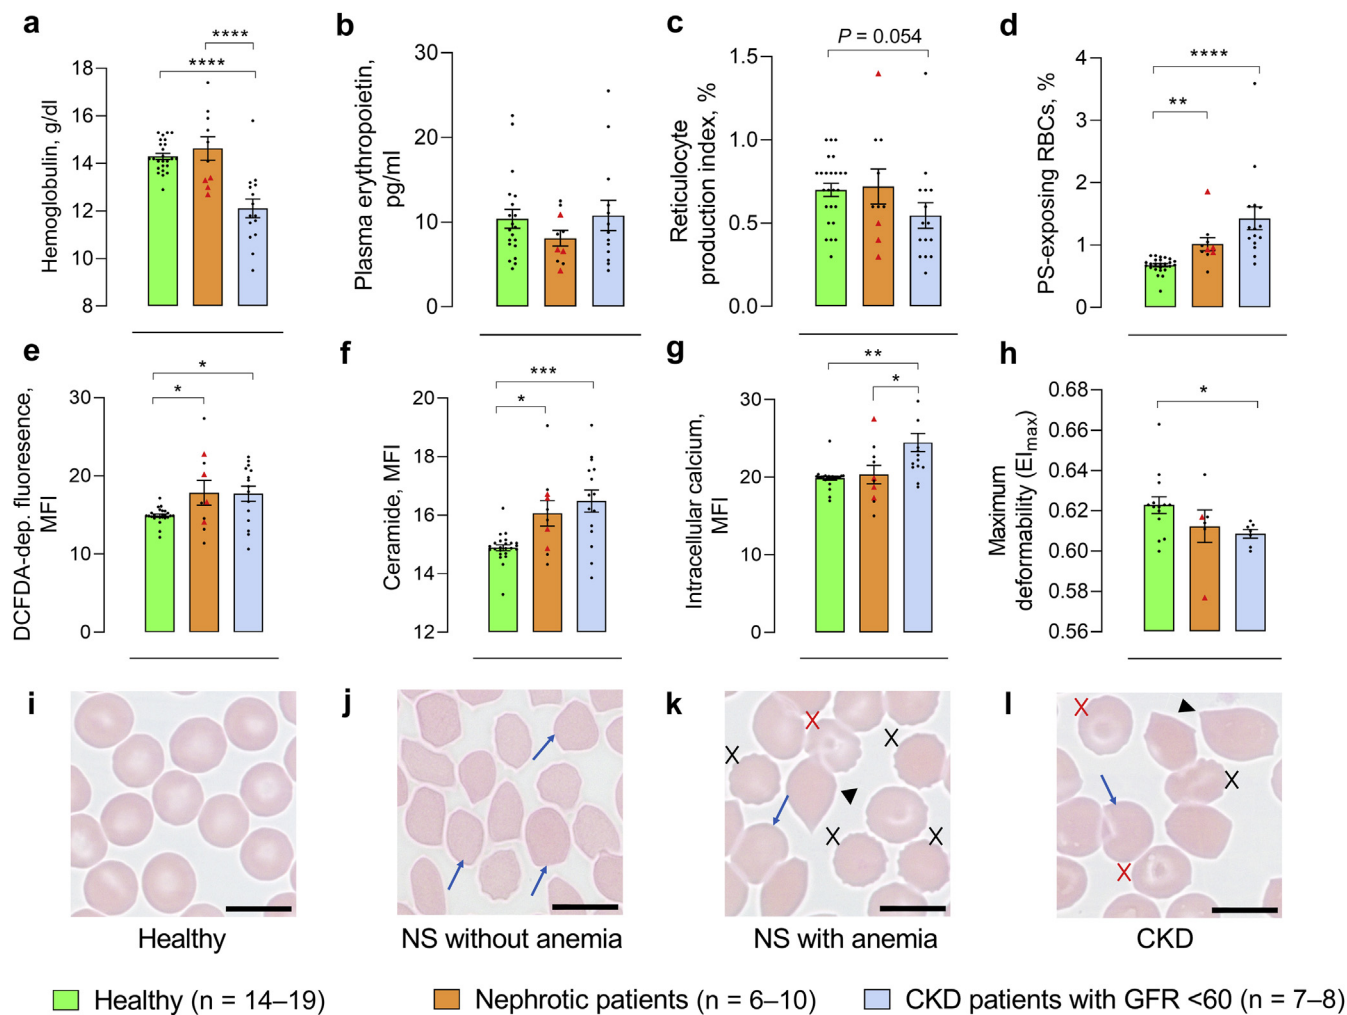 a
****
****
Hemoglobulin, g/dl
18
16
14
12
10
8
b
Plasma erythropoietin,
pg/ml
30
20
10
0
c
P = 0.054
Reticulocyte
production index, %
1.5
1.0
0.5
0.0
d
****
**
PS-exposing RBCs, %
4
3
2
1
0
e
*
*
DCFDA-dep. fluoresence,
MFI
30
20
10
0
f
***
*
Ceramide, MFI
20
18
16
14
12
g
**
*
Intracellular calcium,
MFI
30
20
10
0
h
*
Maximum
deformability (EImax)
0.68
0.66
0.64
0.62
0.60
0.58
0.56
i
Healthy
j
NS without anemia
k
X
X
X
X
X
NS with anemia
l
X
X
X
CKD
Healthy (n = 14–19)
Nephrotic patients (n = 6–10)
CKD patients with GFR <60 (n = 7–8)